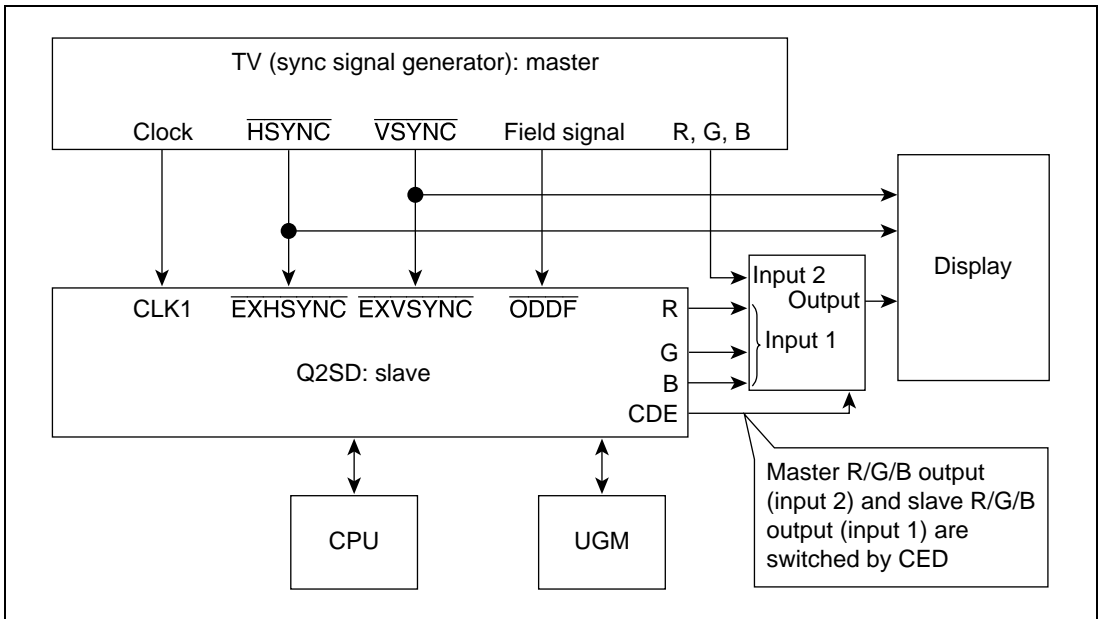 TV (sync signal generator): master
Clock HSYNC VSYNC Field signal R, G, B
Display
Input 2
Output
CLK1 EXHSYNC EXVSYNC ODDF R
Input 1
G
Q2SD: slave
B
CDE
Master R/G/B output
(input 2) and slave R/G/B
output (input 1) are
switched by CED
CPU
UGM